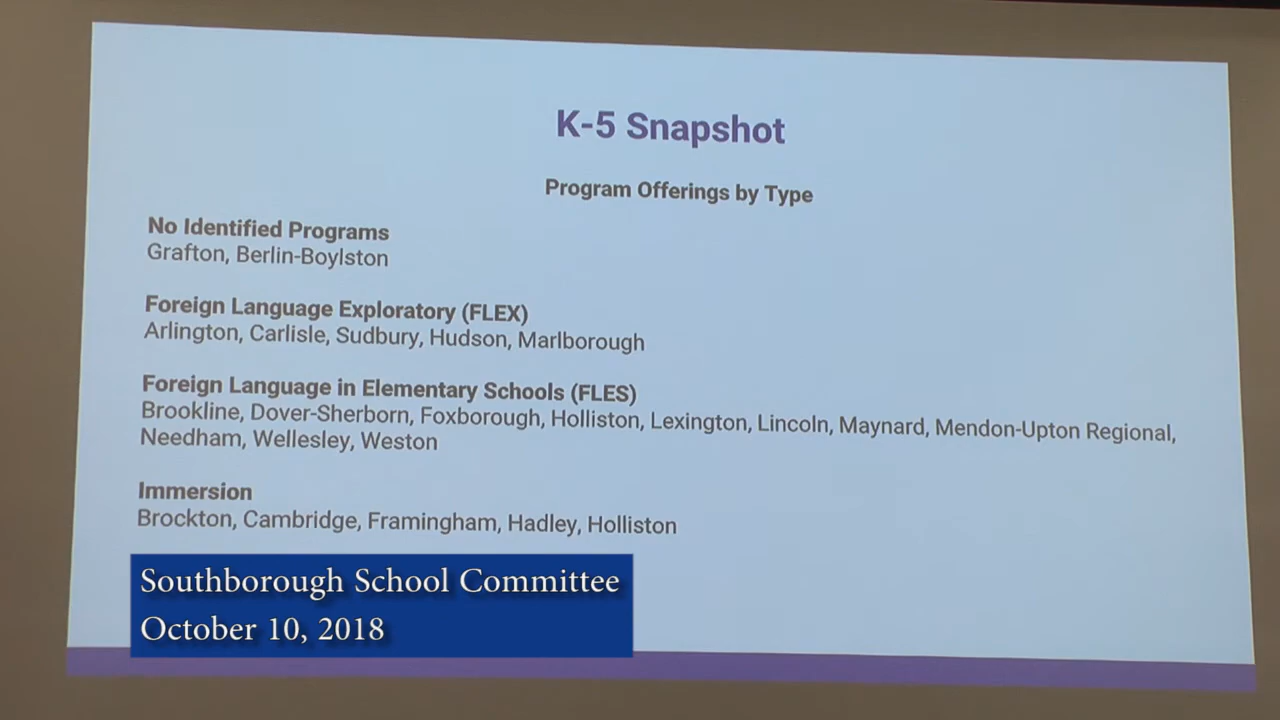 K-5 Snapshot
Program Offerings by Type
No Identified Programs
Grafton, Berlin-Boylston
Foreign Language Exploratory (FLEX)
Arlington, Carlisle, Sudbury, Hudson, Marlborough
Foreign Language in Elementary Schools (FLES)
Brookline, Dover-Sherborn, Foxborough, Holliston, Lexington, Lincoln, Maynard, Mendon-Upton Regional,
Needham, Wellesley, Weston
Immersion
Brockton, Cambridge, Framingham, Hadley, Holliston
Southborough School Committee
October 10, 2018